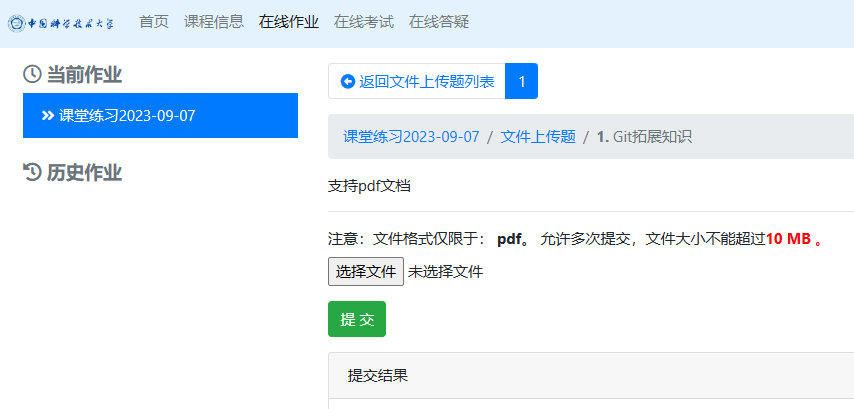 中国科学技术大学 首页 课程信息 在线作业 在线考试 在线答疑
当前作业
课堂练习2023-09-07
历史作业
返回文件上传题列表 1
课堂练习2023-09-07 / 文件上传题 / 1. Git拓展知识
支持pdf文档
注意：文件格式仅限于： pdf。 允许多次提交，文件大小不能超过10 MB 。
选择文件 未选择文件
提 交
提交结果